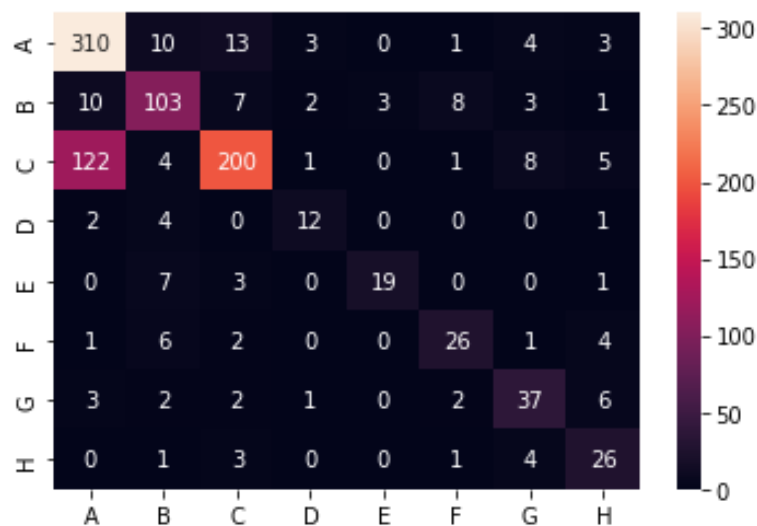 A 310 10 13 3 0 1 4 3
B 10 103 7 2 3 8 3 1
C 122 4 200 1 0 1 8 5
D 2 4 0 12 0 0 0 1
E 0 7 3 0 19 0 0 1
F 1 6 2 0 0 26 1 4
G 3 2 2 1 0 2 37 6
H 0 1 3 0 0 1 4 26
A B C D E F G H
300
250
200
150
100
50
0